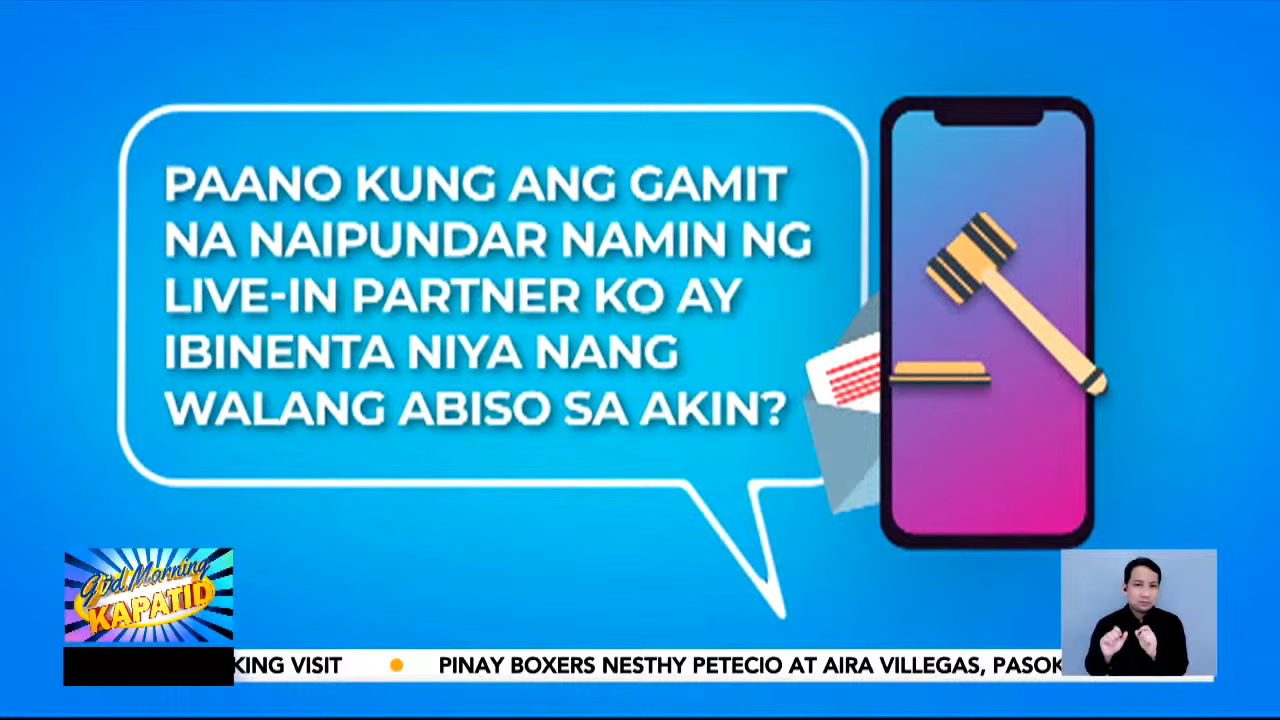 PAANO KUNG ANG GAMIT
NA NAIPUNDAR NAMIN NG
LIVE-IN PARTNER KO AY
IBINENTA NIYA NANG
WALANG ABISO SA AKIN?
Gud Morning
KAPATID
KING VISIT
PINAY BOXERS NESTHY PETECIO AT AIRA VILLEGAS, PASOK